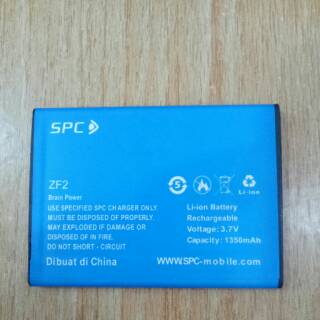 SPC
Li-ion
ZF2
Brain Power
USE SPECIFIED SPC CHARGER ONLY
MUST BE DISPOSED OF PROPERLY
MAY EXPLODED IF DAMAGED OR
DISPOSED OF IN FIRE
DO NOT SHORT - CIRCUIT
Dibuat di China
Li-ion Battery
Rechargeable
Voltage: 3.7V
Capacity: 1350mAh
WWW.SPC-mobile.com